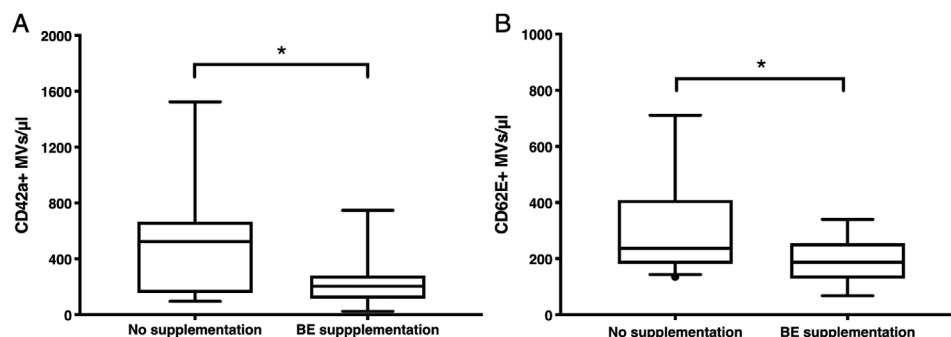 A
2000
1600
1200
800
400
0
CD42a+ MVs/µl
*
No supplementation
BE suppplementation
B
1000
800
600
400
200
0
CD62E+ MVs/µl
*
No supplementation
BE supplementation